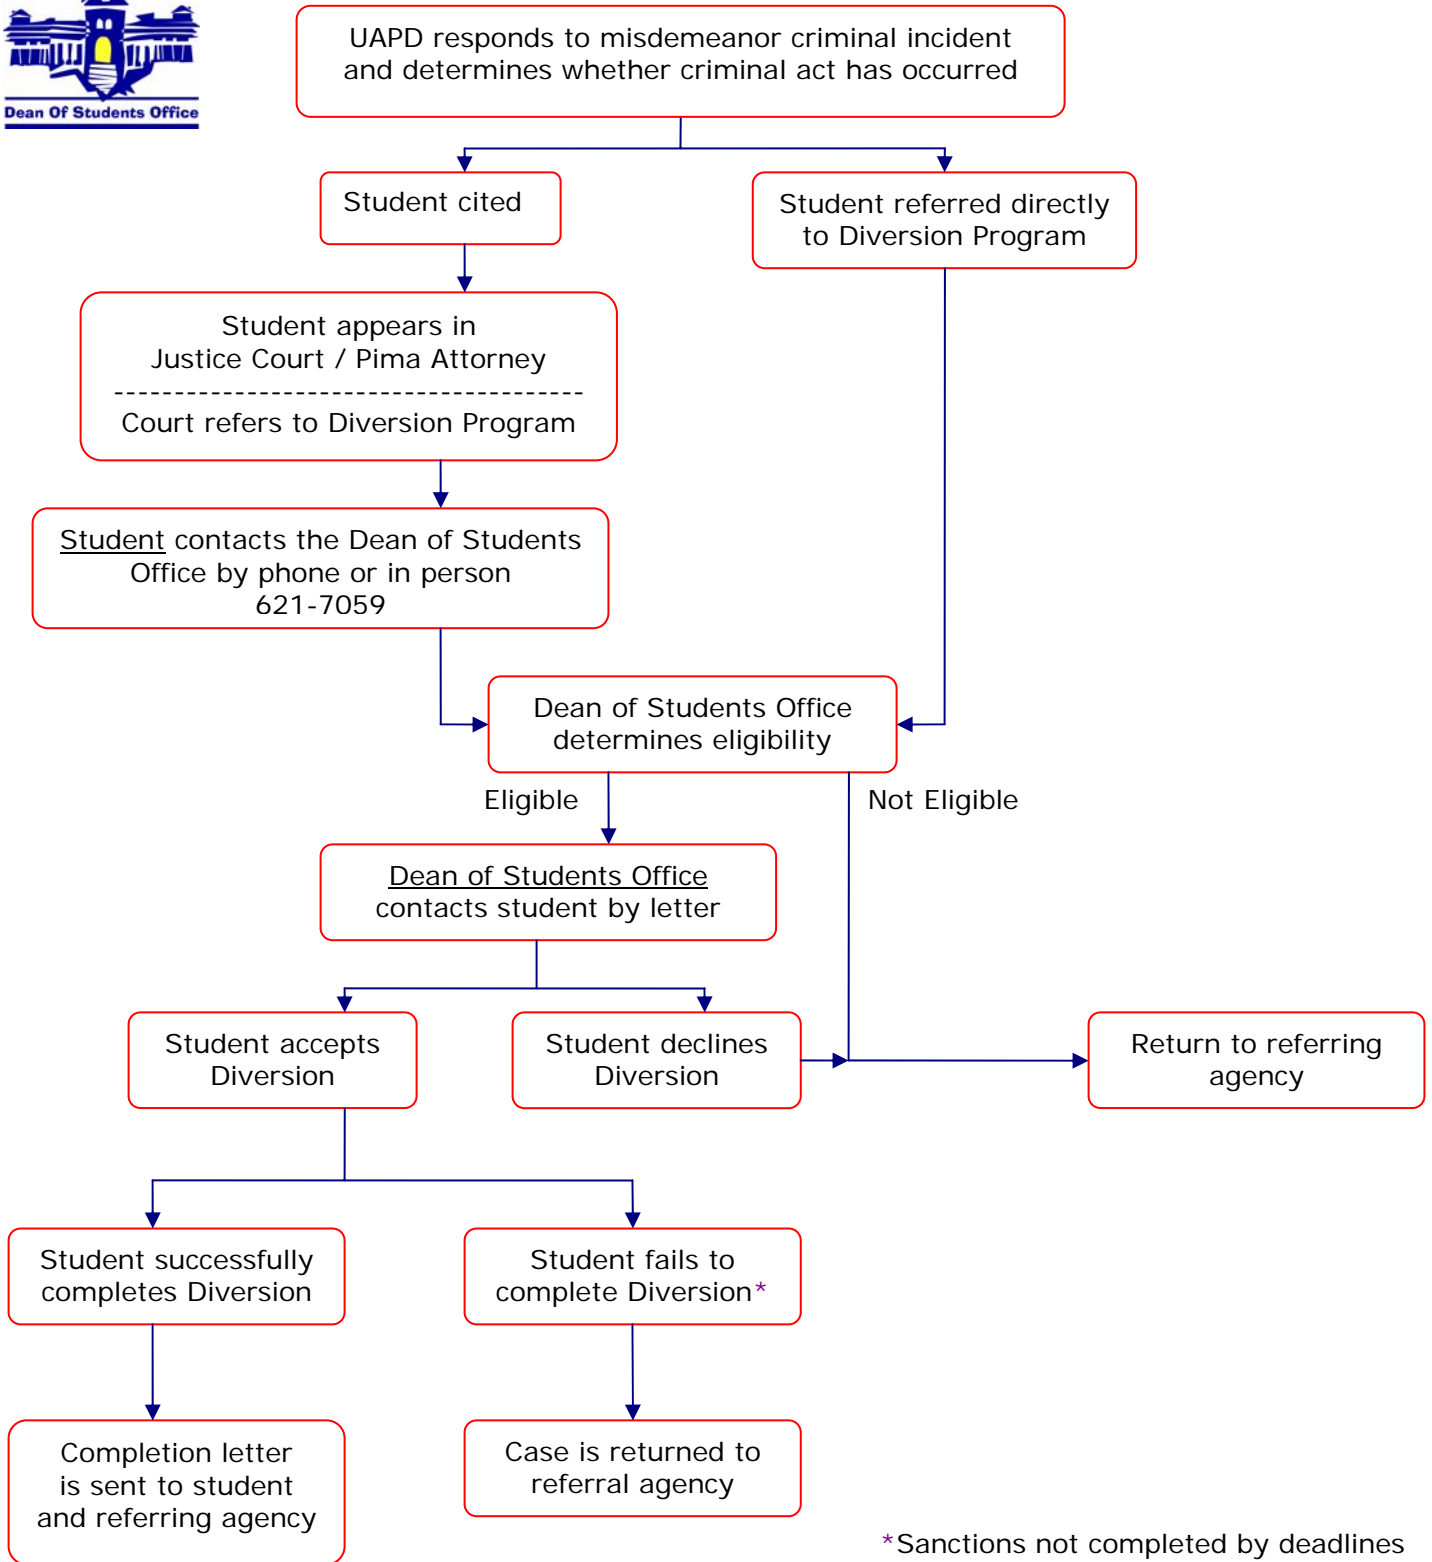 Dean Of Students Office
UAPD responds to misdemeanor criminal incident
and determines whether criminal act has occurred
Student cited
Student referred directly
to Diversion Program
Student appears in
Justice Court / Pima Attorney
---------------------------------------
Court refers to Diversion Program
Student contacts the Dean of Students
Office by phone or in person
621-7059
Dean of Students Office
determines eligibility
Eligible
Not Eligible
Dean of Students Office
contacts student by letter
Student accepts
Diversion
Student declines
Diversion
Return to referring
agency
Student successfully
completes Diversion
Student fails to
complete Diversion*
Completion letter
is sent to student
and referring agency
Case is returned to
referral agency
*Sanctions not completed by deadlines